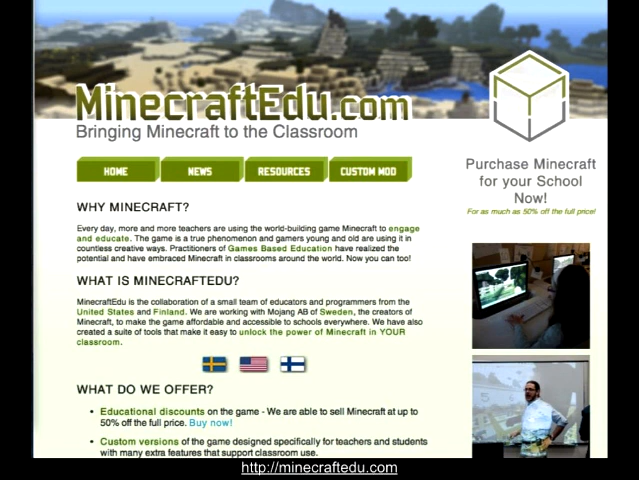 MinecraftEdu.com
Bringing Minecraft to the Classroom
HOME NEWS RESOURCES CUSTOM MOD
Purchase Minecraft
for your School
Now!
For as much as 50% off the full price!
WHY MINECRAFT?
Every day, more and more teachers are using the world-building game Minecraft to engage
and educate. The game is a true phenomenon and gamers young and old are using it in
countless creative ways. Practitioners of Games Based Education have realized the
potential and have embraced Minecraft in classrooms around the world. Now you can too!
WHAT IS MINECRAFTEDU?
MinecraftEdu is the collaboration of a small team of educators and programmers from the
United States and Finland. We are working with Mojang AB of Sweden, the creators of
Minecraft, to make the game affordable and accessible to schools everywhere. We have also
created a suite of tools that make it easy to unlock the power of Minecraft in YOUR
classroom.
WHAT DO WE OFFER?
• Educational discounts on the game - We are able to sell Minecraft at up to
50% off the full price. Buy now!
• Custom versions of the game designed specifically for teachers and students
with many extra features that support classroom use.
http://minecraftedu.com